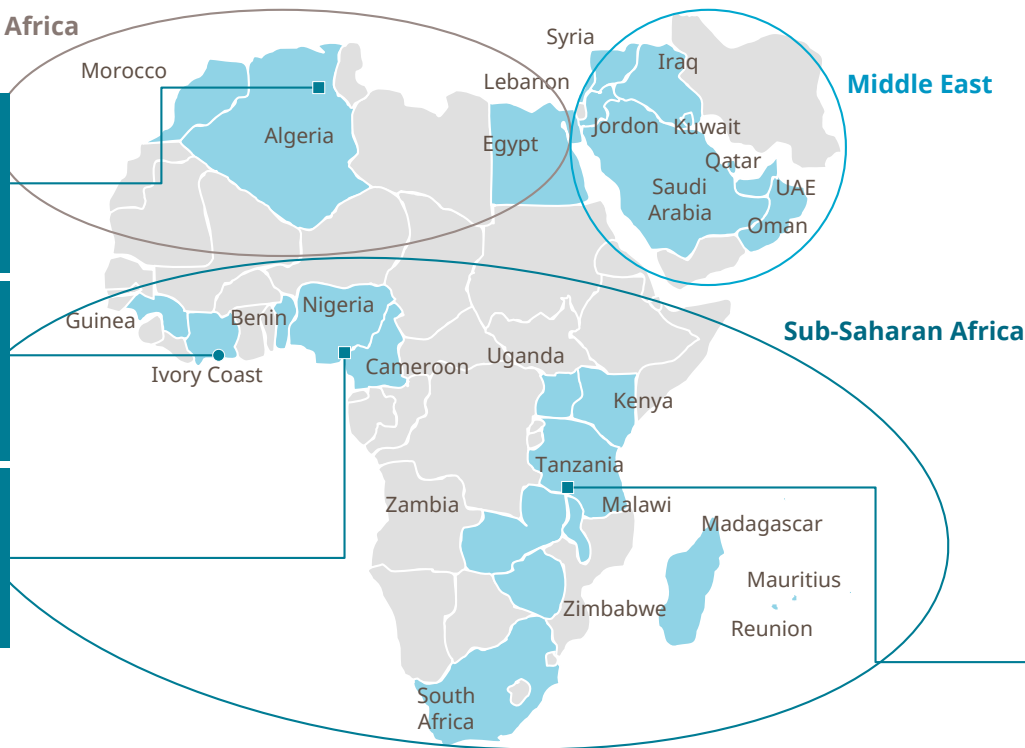 Africa
Syria
Morocco
Iraq
Lebanon
Middle East
Jordon
Kuwait
Algeria
Egypt
Qatar
Saudi
Arabia
UAE
Oman
Nigeria
Guinea
Benin
Sub-Saharan Africa
Ivory Coast
Cameroon
Uganda
Kenya
Tanzania
Zambia
Malawi
Madagascar
Mauritius
Zimbabwe
Reunion
South
Africa